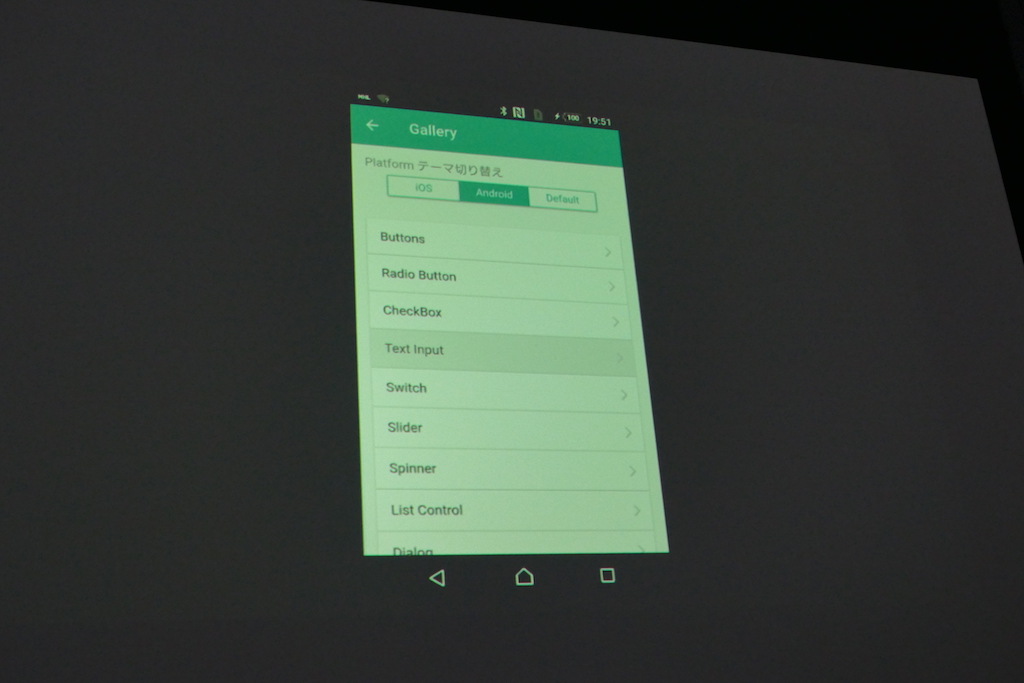 MHL 100 19:51
Gallery
Platform テーマ切り替え
iOS Android Default
Buttons
Radio Button
CheckBox
Text Input
Switch
Slider
Spinner
List Control
Dialog